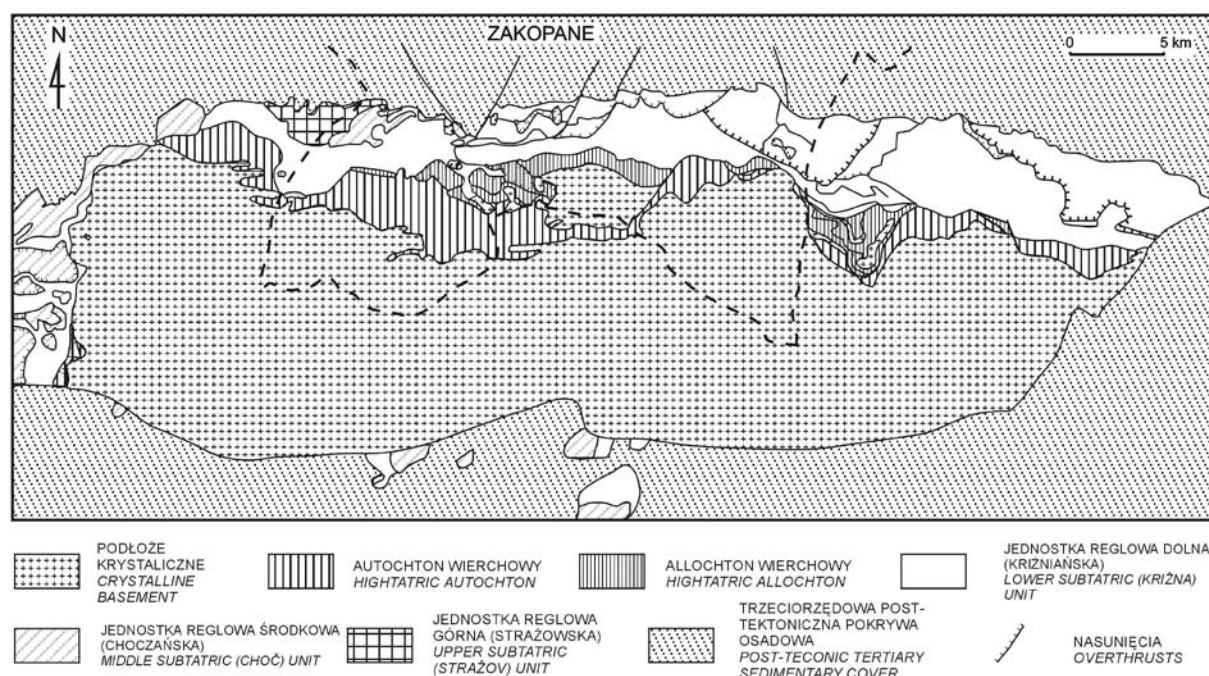 N
ZAKOPANE
0 5 km
PODŁOŻE
KRYSTALICZNE
CRYSTALLINE
BASEMENT
AUTOCHTON WIERCHOWY
HIGHTATRIC AUTOCHTON
ALLOCHTON WIERCHOWY
HIGHTATRIC ALLOCHTON
JEDNOSTKA REGLOWA DOLNA
(KRIŻNIAŃSKA)
LOWER SUBTATRIC (KRIŽNA)
UNIT
JEDNOSTKA REGLOWA ŚRODKOWA
(CHOCZAŃSKA)
MIDDLE SUBTATRIC (CHOČ) UNIT
JEDNOSTKA REGLOWA
GÓRNA (STRAŻOWSKA)
UPPER SUBTATRIC
(STRAŽOV) UNIT
TRZECIORZĘDOWA POST-
TEKTONICZNA POKRYWA
OSADOWA
POST-TECONIC TERTIARY
SEDIMENTARY COVER
NASUNIĘCIA
OVERTHRUSTS